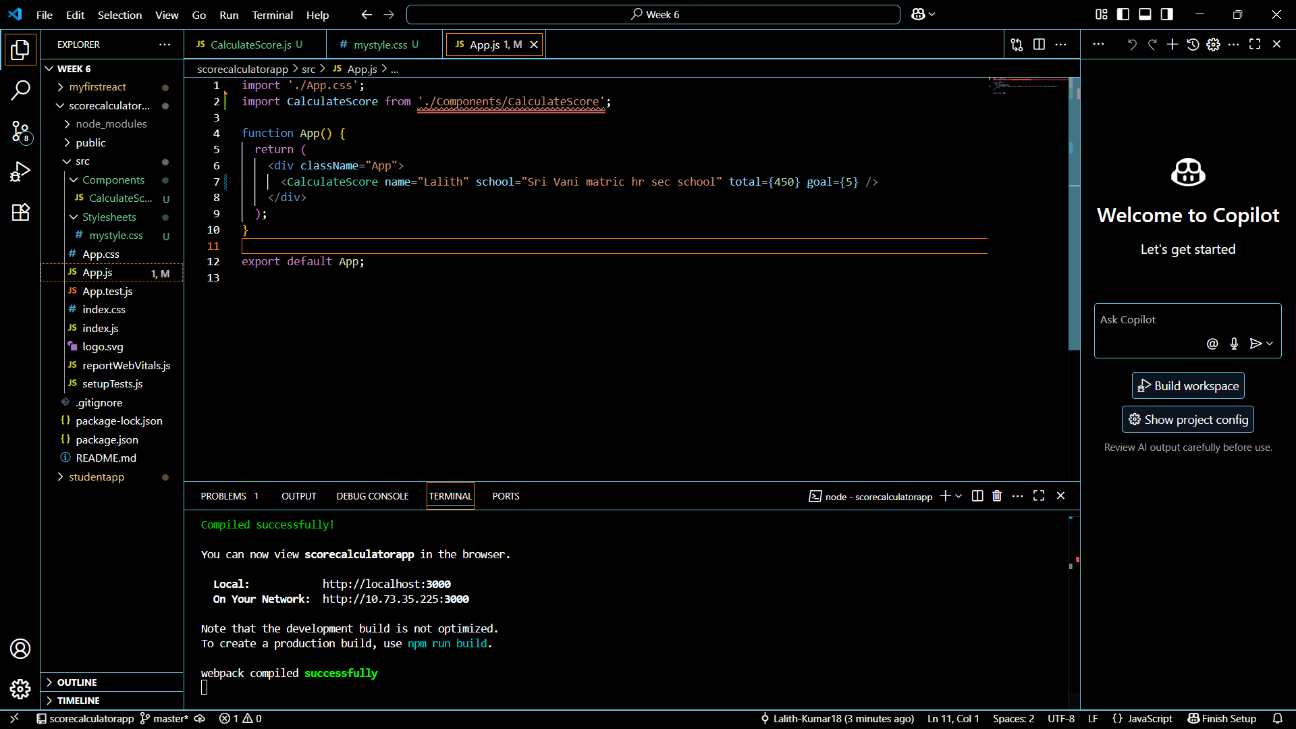 File Edit Selection View Go Run Terminal Help
Week 6
EXPLORER
WEEK 6
myfirstreact
scorecalculator...
node_modules
public
src
Components
CalculateSc... U
Stylesheets
# mystyle.css U
# App.css
JS App.js 1, M
JS App.test.js
# index.css
JS index.js
logo.svg
JS reportWebVitals.js
JS setupTests.js
.gitignore
{} package-lock.json
{} package.json
README.md
studentapp
OUTLINE
TIMELINE
8
JS CalculateScore.js U
# mystyle.css U
JS App.js 1, M
scorecalculatorapp > src > JS App.js > ...
1 import './App.css';
2 import CalculateScore from './Components/CalculateScore';
3
4 function App() {
5 return (
6 <div className="App">
7 <CalculateScore name="Lalith" school="Sri Vani matric hr sec school" total={450} goal={5} />
8 </div>
9 );
10 }
11
12 export default App;
13
PROBLEMS 1 OUTPUT DEBUG CONSOLE TERMINAL PORTS
node - scorecalculatorapp
Compiled successfully!
You can now view scorecalculatorapp in the browser.
Local: http://localhost:3000
On Your Network: http://10.73.35.225:3000
Note that the development build is not optimized.
To create a production build, use npm run build.
webpack compiled successfully
Welcome to Copilot
Let's get started
Ask Copilot
Build workspace
Show project config
Review AI output carefully before use.
scorecalculatorapp master* 1 0 Lalith-Kumar18 (3 minutes ago) Ln 11, Col 1 Spaces: 2 UTF-8 LF {} JavaScript Finish Setup